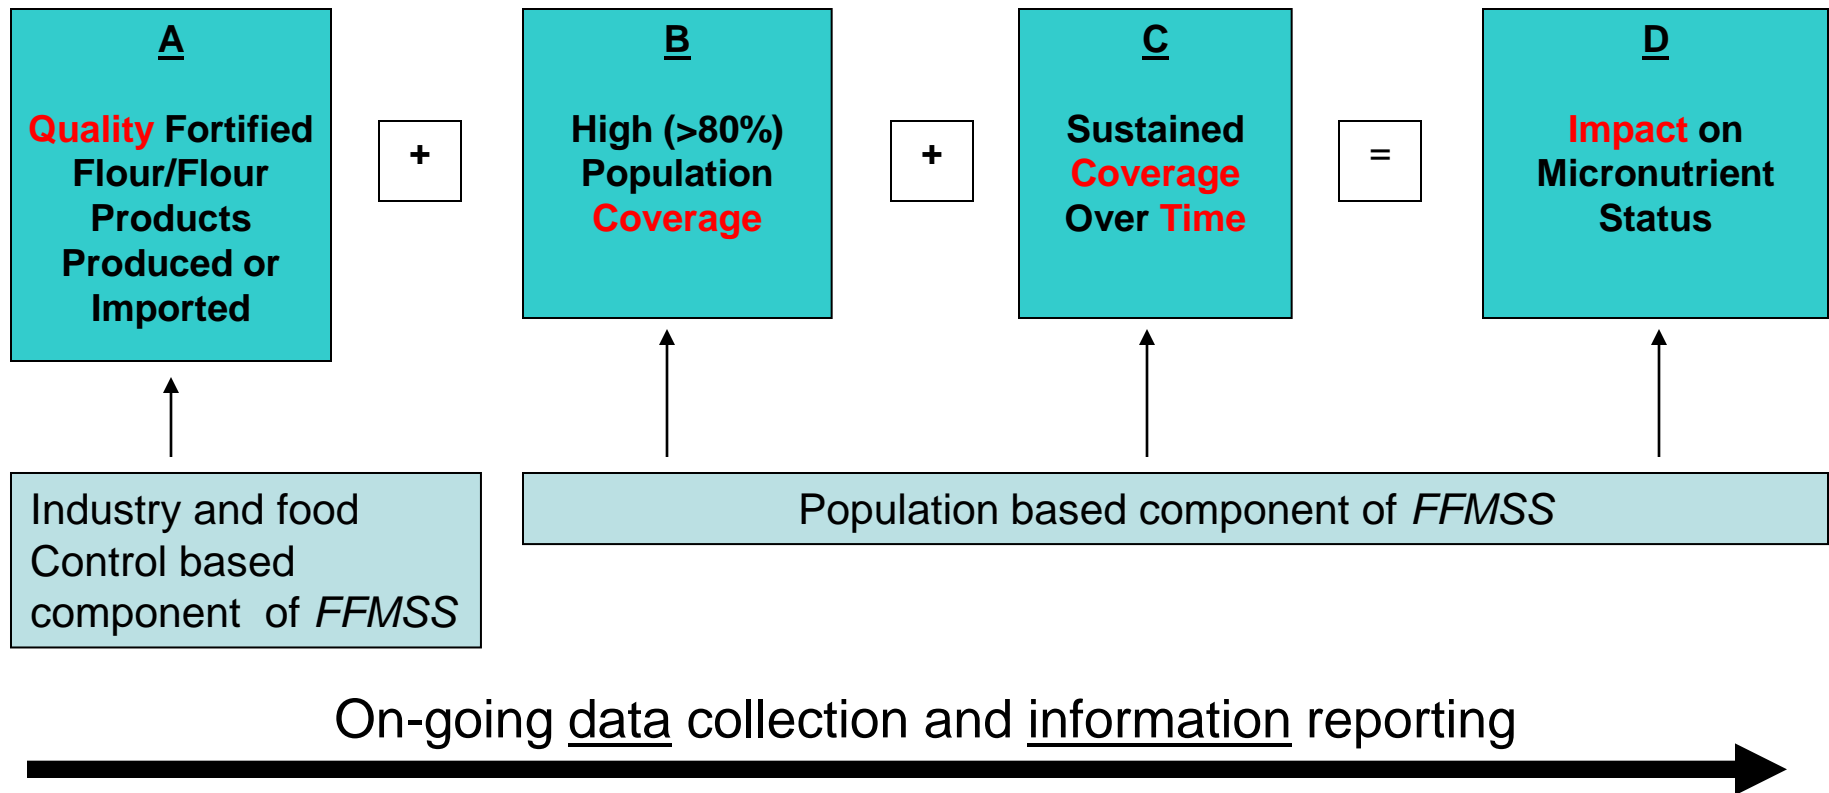 A
Quality Fortified
Flour/Flour
Products
Produced or
Imported
+
B
High (>80%)
Population
Coverage
+
C
Sustained
Coverage
Over Time
=
D
Impact on
Micronutrient
Status
Industry and food
Control based
component of FFMSS
Population based component of FFMSS
On-going data collection and information reporting